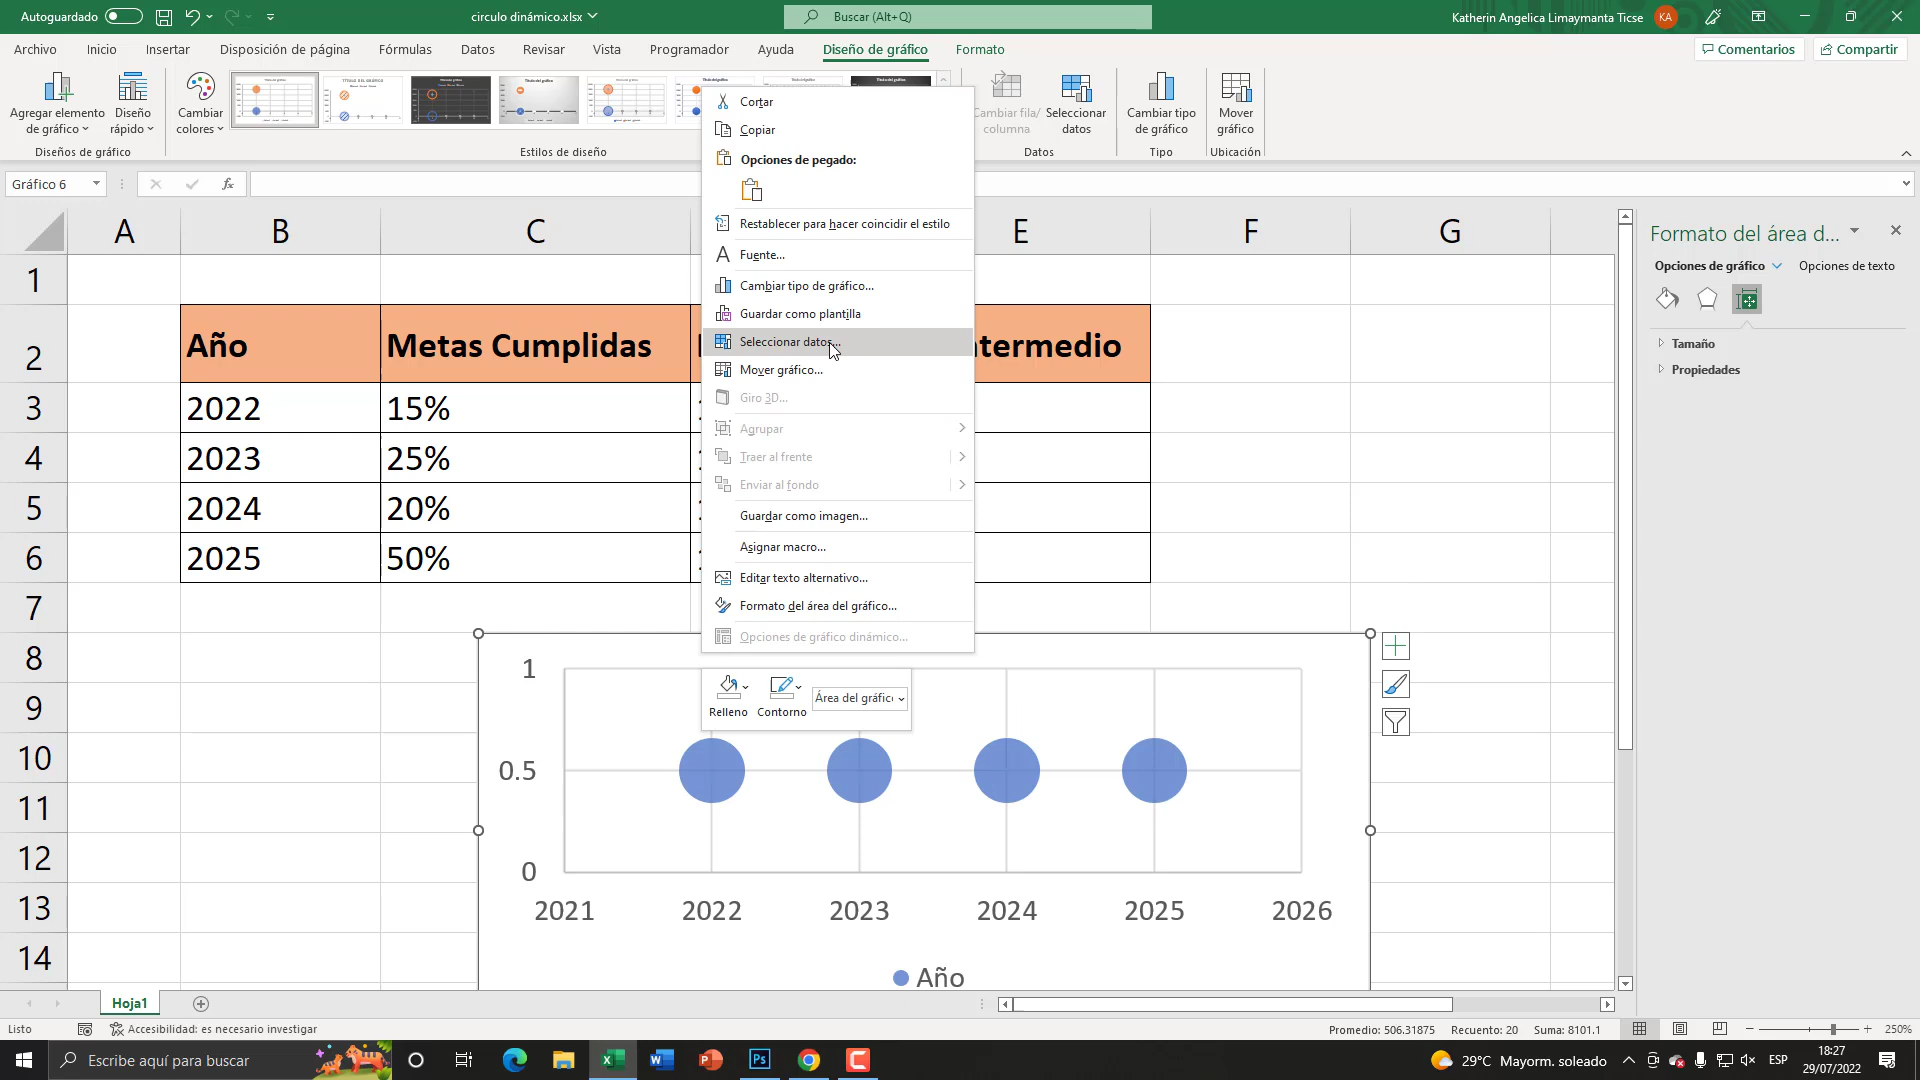 Autoguardado
circulo dinámico.xlsx
Buscar (Alt+Q)
Katherin Angelica Limaymanta Ticse
KA
Archivo Inicio Insertar Disposición de página Fórmulas Datos Revisar Vista Programador Ayuda Diseño de gráfico Formato
Comentarios Compartir
Agregar elemento de gráfico
Diseño rápido
Cambiar colores
Cambiar fila/ columna
Seleccionar datos
Cambiar tipo de gráfico
Mover gráfico
Diseños de gráfico
Estilos de diseño
Datos
Tipo
Ubicación
Gráfico 6
fx
A B C E F G
1
2 Año Metas Cumplidas
3 2022 15%
4 2023 25%
5 2024 20%
6 2025 50%
7
8
9
10
11
12
13
14
Cortar
Copiar
Opciones de pegado:
Restablecer para hacer coincidir el estilo
Fuente...
Cambiar tipo de gráfico...
Guardar como plantilla
Seleccionar datos...
Mover gráfico...
Giro 3D...
Agrupar
Traer al frente
Enviar al fondo
Guardar como imagen...
Asignar macro...
Editar texto alternativo...
Formato del área del gráfico...
Opciones de gráfico dinámico...
Relleno
Contorno
Área del gráfic
1
0.5
0
2021 2022 2023 2024 2025 2026
Año
Formato del área d...
Opciones de gráfico
Opciones de texto
Tamaño
Propiedades
Hoja1
Listo
Accesibilidad: es necesario investigar
Promedio: 506.31875
Recuento: 20
Suma: 8101.1
250%
Escribe aquí para buscar
29°C Mayorm. soleado
ESP
18:27
29/07/2022